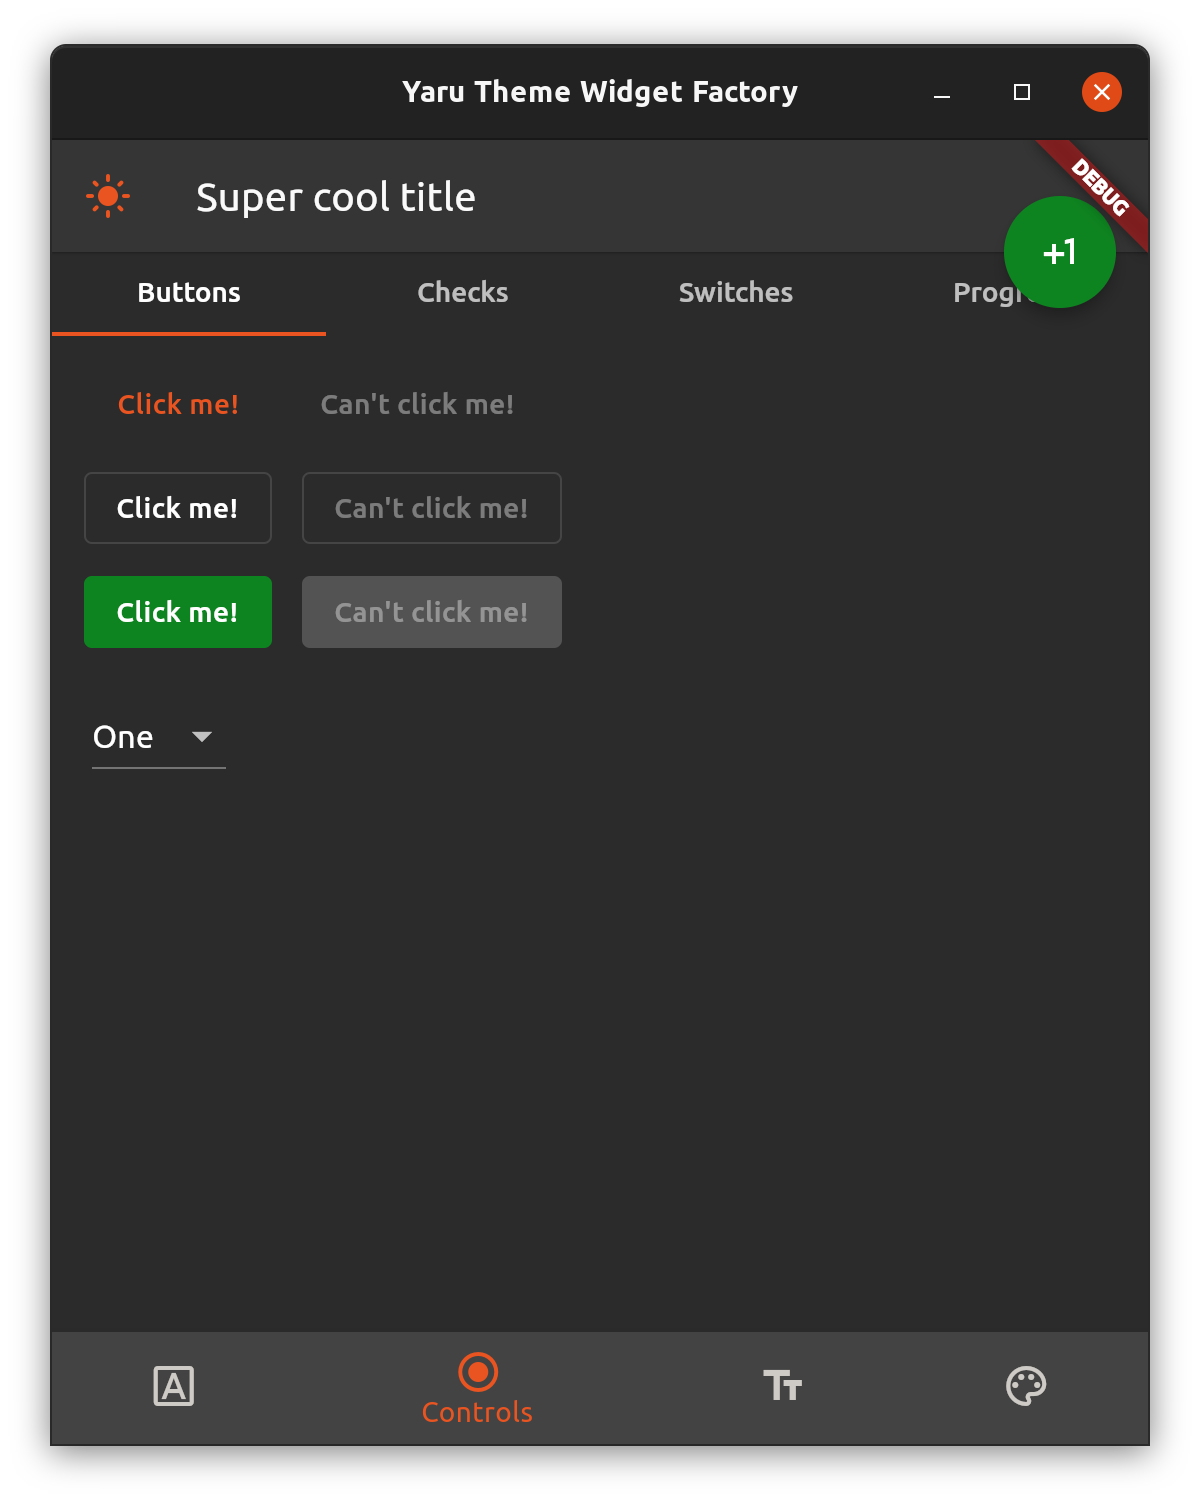 Yaru Theme Widget Factory
Super cool title
DEBUG
+1
Buttons Checks Switches Progr
Click me! Can't click me!
Click me! Can't click me!
Click me! Can't click me!
One
A
Controls
Tt